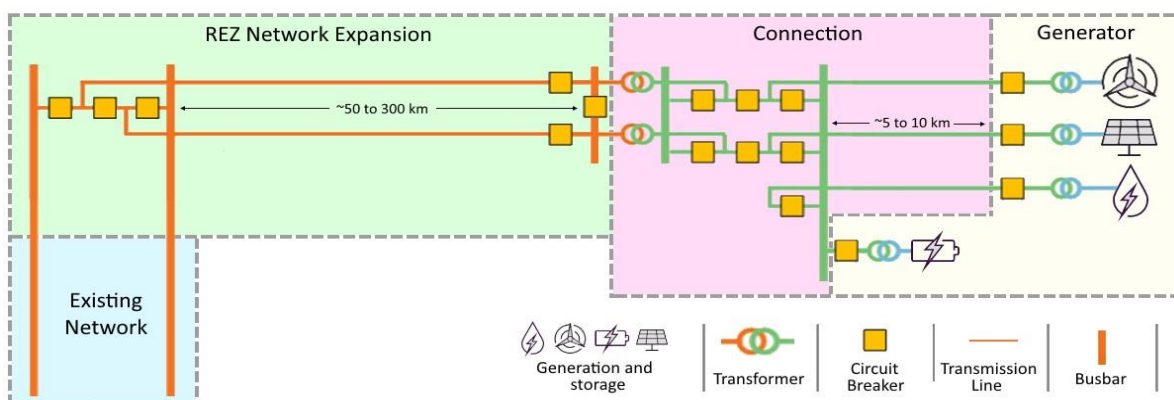 REZ Network Expansion
Connection
Generator
~50 to 300 km
~5 to 10 km
Existing
Network
Generation and
storage
Transformer
Circuit
Breaker
Transmission
Line
Busbar